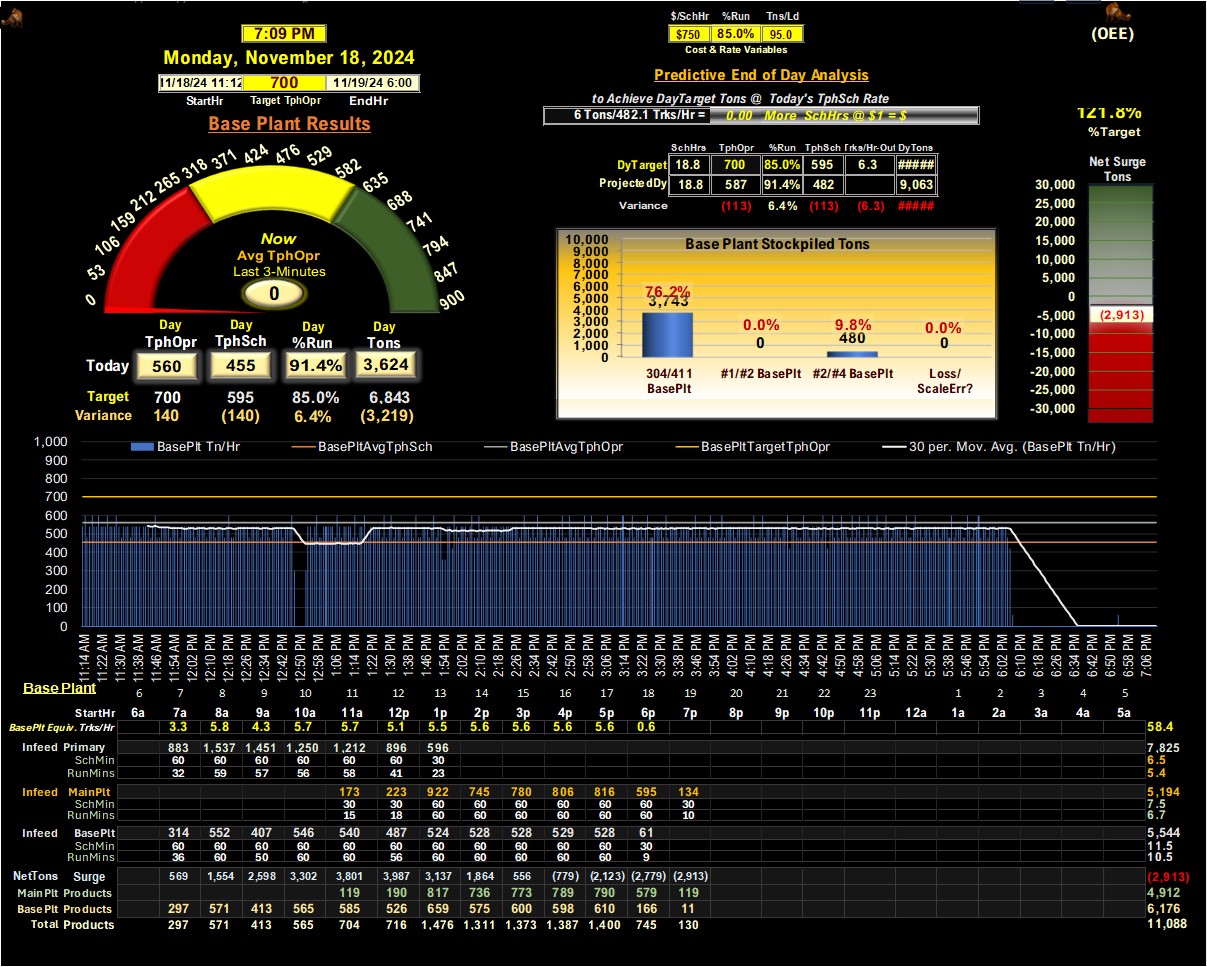 7:09 PM
Monday, November 18, 2024
11/18/24 11:12 700 11/19/24 6:00
StartHr Target TphOpr EndHr
Base Plant Results
0 53 106 159 212 265 318 371 424 476 529 582 635 688 741 794 847 900
Now
Avg TphOpr
Last 3-Minutes
0
Day Day Day Day
TphOpr TphSch %Run Tons
Today 560 455 91.4% 3,624
Target 700 595 85.0% 6,843
Variance 140 (140) 6.4% (3,219)
$/SchHr %Run Tns/Ld
$750 85.0% 95.0
Cost & Rate Variables
Predictive End of Day Analysis
to Achieve DayTarget Tons @ Today's TphSch Rate
6 Tons/482.1 Trks/Hr = 0.00 More SchHrs @ $1 = $
SchHrs TphOpr %Run TphSch Trks/Hr-Out DyTons
DyTarget 18.8 700 85.0% 595 6.3 #####
ProjectedDy 18.8 587 91.4% 482 9,063
Variance (113) 6.4% (113) (6.3) #####
Base Plant Stockpiled Tons
10,000
9,000
8,000
7,000
6,000
5,000
4,000
3,000
2,000
1,000
0
76.2% 0.0% 9.8% 0.0%
3,743 0 480 0
304/411 BasePlt #1/#2 BasePlt #2/#4 BasePlt Loss/ ScaleErr?
(OEE)
121.8%
%Target
Net Surge
Tons
30,000
25,000
20,000
15,000
10,000
5,000
0
-5,000
-10,000
-15,000
-20,000
-25,000
-30,000
(2,913)
BasePlt Tn/Hr BasePltAvgTphSch BasePltAvgTphOpr BasePltTargetTphOpr 30 per. Mov. Avg. (BasePlt Tn/Hr)
1,000
900
800
700
600
500
400
300
200
100
0
11:14 AM 11:22 AM 11:30 AM 11:38 AM 11:46 AM 11:54 AM 12:02 PM 12:10 PM 12:18 PM 12:26 PM 12:34 PM 12:42 PM 12:50 PM 12:58 PM 1:06 PM 1:14 PM 1:22 PM 1:30 PM 1:38 PM 1:46 PM 1:54 PM 2:02 PM 2:10 PM 2:18 PM 2:26 PM 2:34 PM 2:42 PM 2:50 PM 2:58 PM 3:06 PM 3:14 PM 3:22 PM 3:30 PM 3:38 PM 3:46 PM 3:54 PM 4:02 PM 4:10 PM 4:18 PM 4:26 PM 4:34 PM 4:42 PM 4:50 PM 4:58 PM 5:06 PM 5:14 PM 5:22 PM 5:30 PM 5:38 PM 5:46 PM 5:54 PM 6:02 PM 6:10 PM 6:18 PM 6:26 PM 6:34 PM 6:42 PM 6:50 PM 6:58 PM 7:06 PM
Base Plant 6 7 8 9 10 11 12 13 14 15 16 17 18 19 20 21 22 23 1 2 3 4 5
StartHr 6a 7a 8a 9a 10a 11a 12p 1p 2p 3p 4p 5p 6p 7p 8p 9p 10p 11p 12a 1a 2a 3a 4a 5a
BasePlt Equiv. Trks/Hr 3.3 5.8 4.3 5.7 5.7 5.1 5.5 5.6 5.6 5.6 5.6 0.6 58.4
Infeed Primary 883 1,537 1,451 1,250 1,212 896 596 7,825
SchMin 60 60 60 60 60 60 30 6.5
RunMins 32 59 57 56 58 41 23 5.4
Infeed MainPlt 173 223 922 745 780 806 816 595 134 5,194
SchMin 30 30 60 60 60 60 60 60 30 7.5
RunMins 15 18 60 60 60 60 60 60 10 6.7
Infeed BasePlt 314 552 407 546 540 487 524 528 528 529 528 61 5,544
SchMin 60 60 60 60 60 60 60 60 60 60 60 30 11.5
RunMins 36 60 50 60 60 56 60 60 60 60 60 9 10.5
NetTons Surge 569 1,554 2,598 3,302 3,801 3,987 3,137 1,864 556 (779) (2,123) (2,779) (2,913) (2,913)
MainPlt Products 119 190 817 736 773 789 790 579 119 4,912
BasePlt Products 297 571 413 565 585 526 659 575 600 598 610 166 11 6,176
Total Products 297 571 413 565 704 716 1,476 1,311 1,373 1,387 1,400 745 130 11,088